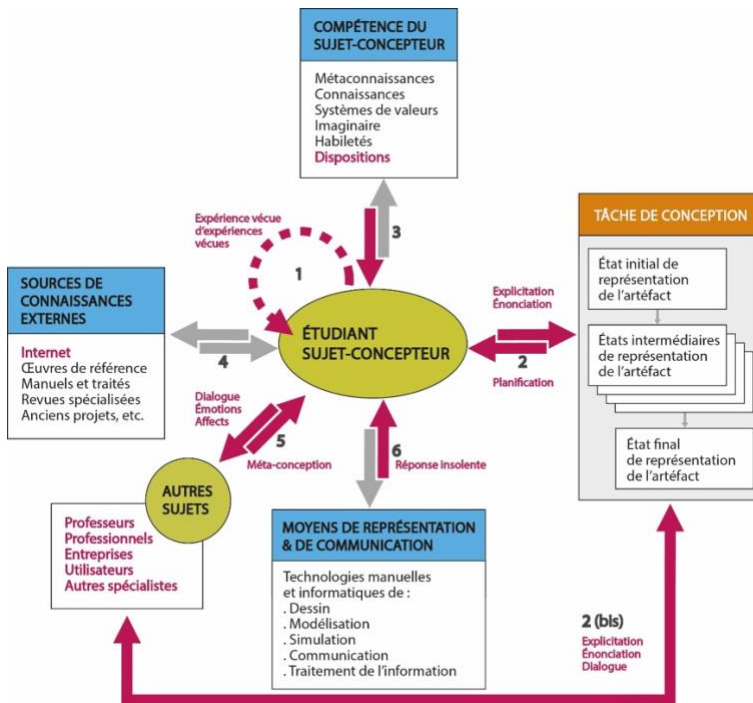 COMPÉTENCE DU
SUJET-CONCEPTEUR
Métaconnaissances
Connaissances
Systèmes de valeurs
Imaginaire
Habiletés
Dispositions
Expérience vécue
d'expériences
vécues
1
3
TÂCHE DE CONCEPTION
État initial de
représentation
de l'artéfact
États intermédiaires
de représentation
de l'artéfact
État final
de représentation
de l'artéfact
SOURCES DE
CONNAISSANCES
EXTERNES
Internet
Œuvres de référence
Manuels et traités
Revues spécialisées
Anciens projets, etc.
4
ÉTUDIANT
SUJET-CONCEPTEUR
Explicitation
Énonciation
2
Planification
Dialogue
Émotions
Affects
5
Méta-conception
6
Réponse insolente
AUTRES
SUJETS
Professeurs
Professionnels
Entreprises
Utilisateurs
Autres spécialistes
MOYENS DE REPRÉSENTATION
& DE COMMUNICATION
Technologies manuelles
et informatiques de :
. Dessin
. Modélisation
. Simulation
. Communication
. Traitement de l'information
2 (bis)
Explicitation
Énonciation
Dialogue